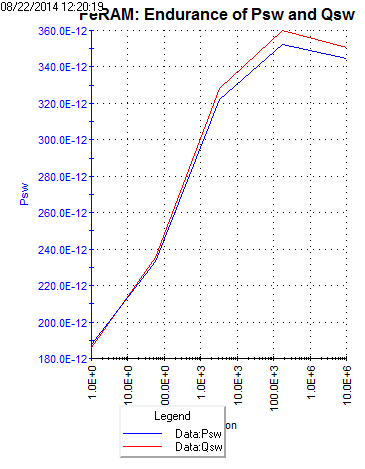 08/22/2014 12:20:19
FeRAM: Endurance of Psw and Qsw
360.0E-12
340.0E-12
320.0E-12
300.0E-12
280.0E-12
260.0E-12
240.0E-12
220.0E-12
200.0E-12
180.0E-12
Psw
1.0E+0
10.0E+0
00.0E+0
1.0E+3
10.0E+3
100.0E+3
1.0E+6
10.0E+6
on
Legend
Data:Psw
Data:Qsw